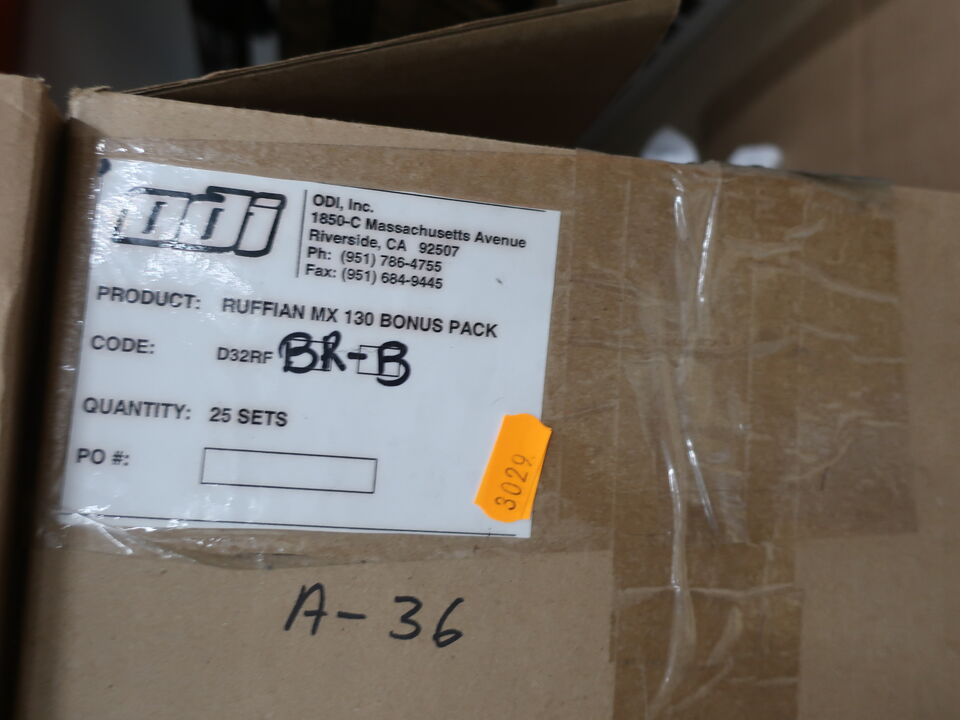 odi
ODI, Inc.
1850-C Massachusetts Avenue
Riverside, CA 92507
Ph: (951) 786-4755
Fax: (951) 684-9445
PRODUCT: RUFFIAN MX 130 BONUS PACK
CODE: D32RF BR-B
QUANTITY: 25 SETS
PO #:
3029
A-36